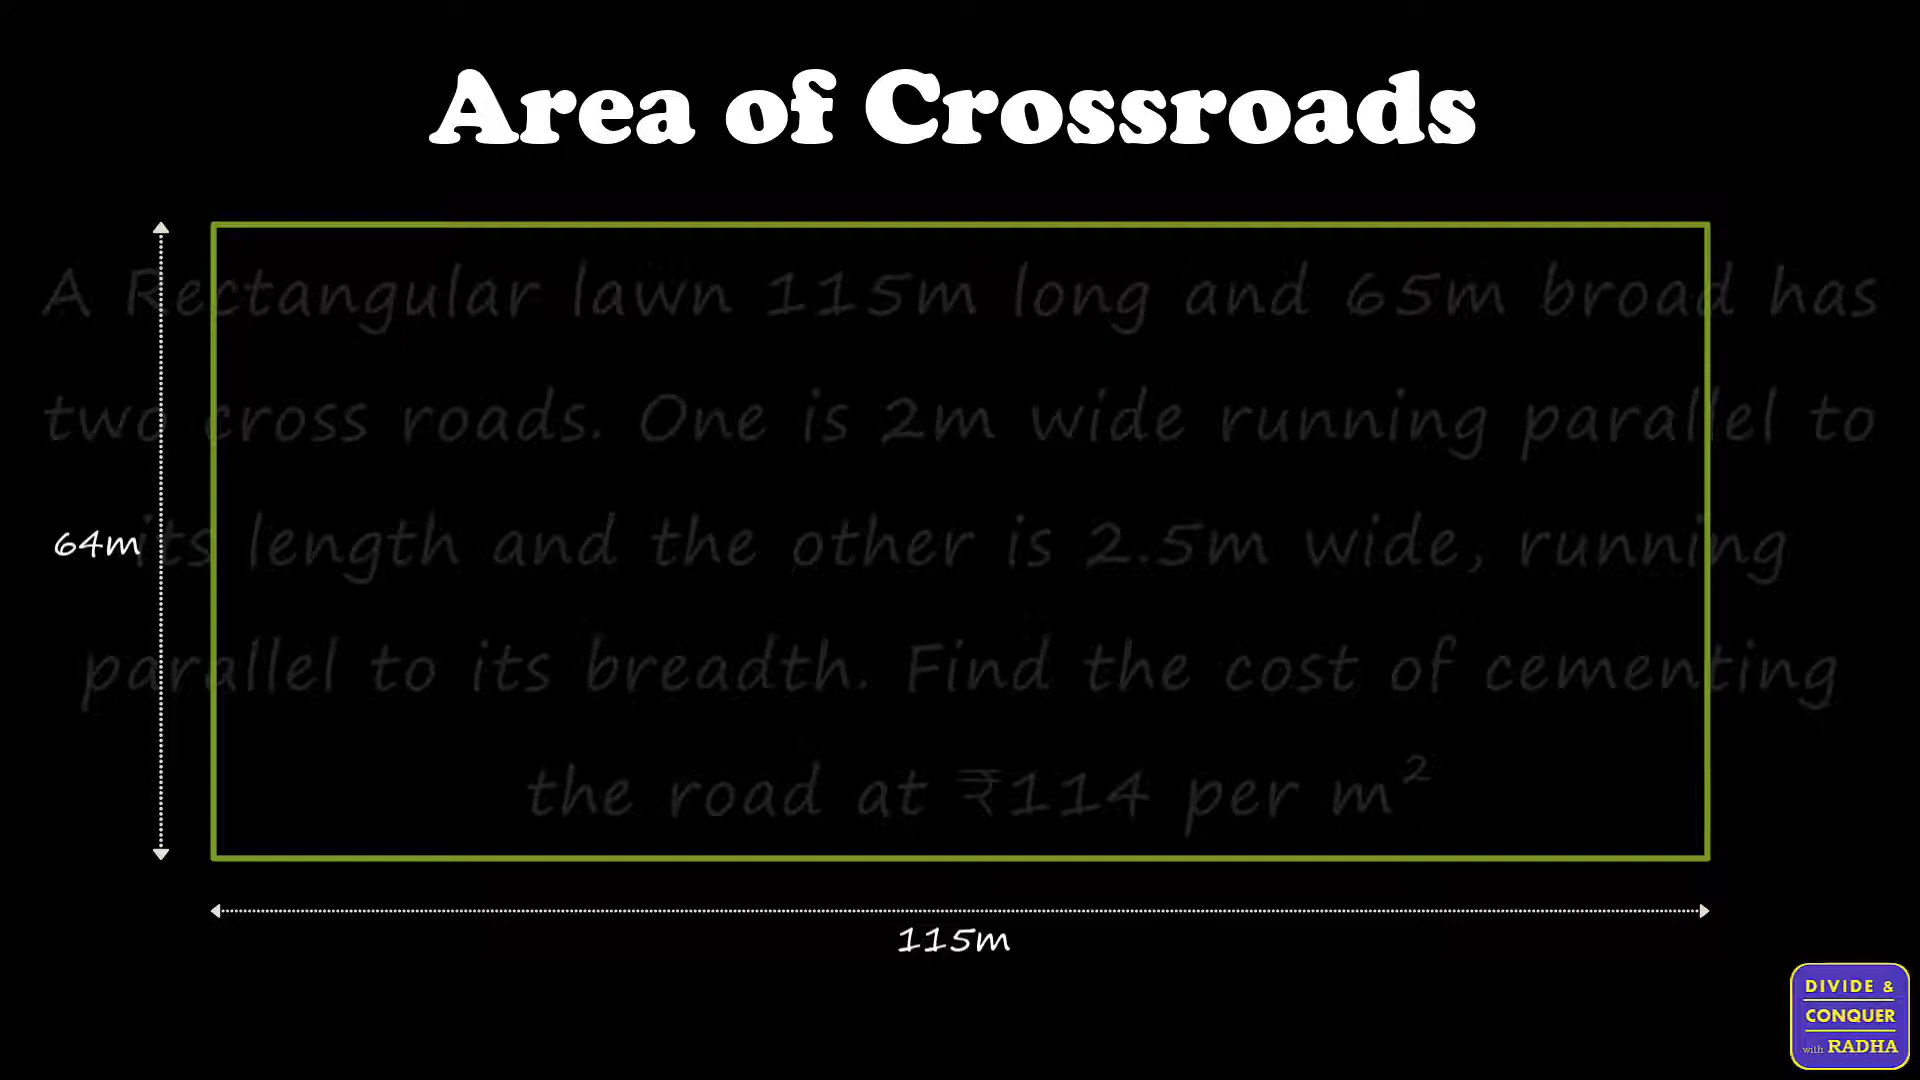 Area of Crossroads
A Rectangular lawn 115m long and 65m broad has
two cross roads. One is 2m wide running parallel to
its length and the other is 2.5m wide, running
parallel to its breadth. Find the cost of cementing
the road at ₹114 per m²
64m
115m
DIVIDE &
CONQUER
with RADHA